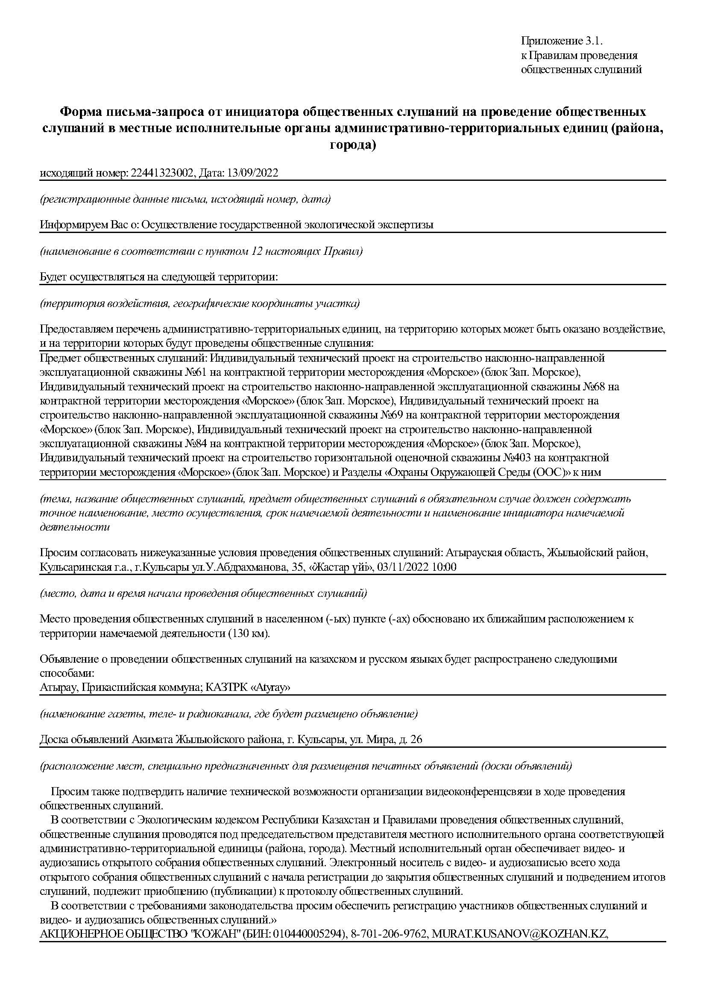 Приложение 3.1.
к Правилам проведения
общественных слушаний
Форма письма-запроса от инициатора общественных слушаний на проведение общественных
слушаний в местные исполнительные органы административно-территориальных единиц (района,
города)
исходящий номер: 22441323002, Дата: 13/09/2022
(регистрационные данные письма, исходящий номер, дата)
Информируем Вас о: Осуществление государственной экологической экспертизы
(наименование в соответствии с пунктом 12 настоящих Правил)
Будет осуществляться на следующей территории:
(территория воздействия, географические координаты участка)
Предоставляем перечень административно-территориальных единиц, на территорию которых может быть оказано воздействие,
и на территории которых будут проведены общественные слушания:
Предмет общественных слушаний: Индивидуальный технический проект на строительство наклонно-направленной
эксплуатационной скважины №61 на контрактной территории месторождения «Морское» (блок Зап. Морское),
Индивидуальный технический проект на строительство наклонно-направленной эксплуатационной скважины №68 на
контрактной территории месторождения «Морское» (блок Зап. Морское), Индивидуальный технический проект на
строительство наклонно-направленной эксплуатационной скважины №69 на контрактной территории месторождения
«Морское» (блок Зап. Морское), Индивидуальный технический проект на строительство наклонно-направленной
эксплуатационной скважины №84 на контрактной территории месторождения «Морское» (блок Зап. Морское),
Индивидуальный технический проект на строительство горизонтальной оценочной скважины №403 на контрактной
территории месторождения «Морское» (блок Зап. Морское) и Разделы «Охраны Окружающей Среды (ООС)» к ним
(тема, название общественных слушаний, предмет общественных слушаний в обязательном случае должен содержать
точное наименование, место осуществления, срок намечаемой деятельности и наименование инициатора намечаемой
деятельности
Просим согласовать нижеуказанные условия проведения общественных слушаний: Атырауская область, Жылыойский район,
Кульсаринская г.а., г.Кульсары ул.У.Абдрахманова, 35, «Жастар үйі», 03/11/2022 10:00
(место, дата и время начала проведения общественных слушаний)
Место проведения общественных слушаний в населенном (-ых) пункте (-ах) обосновано их ближайшим расположением к
территории намечаемой деятельности (130 км).
Объявление о проведении общественных слушаний на казахском и русском языках будет распространено следующими
способами:
Атырау, Прикаспийская коммуна; КАЗТРК «Atyray»
(наменование газеты, теле- и радиоканала, где будет размещено объявление)
Доска объявлений Акимата Жылыойского района, г. Кульсары, ул. Мира, д. 26
(расположение мест, специально предназначенных для размещения печатных объявлений (доски объявлений)
Просим также подтвердить наличие технической возможности организации видеоконференцсвязи в ходе проведения
общественных слушаний.
В соответствии с Экологическим кодексом Республики Казахстан и Правилами проведения общественных слушаний,
общественные слушания проводятся под председательством представителя местного исполнительного органа соответствующей
административно-территориальной единицы (района, города). Местный исполнительный орган обеспечивает видео- и
аудиозапись открытого собрания общественных слушаний. Электронный носитель с видео- и аудиозаписью всего хода
открытого собрания общественных слушаний с начала регистрации до закрытия общественных слушаний и подведением итогов
слушаний, подлежит приобщению (публикации) к протоколу общественных слушаний.
В соответствии с требованиями законодательства просим обеспечить регистрацию участников общественных слушаний и
видео- и аудиозапись общественных слушаний.»
АКЦИОНЕРНОЕ ОБЩЕСТВО "КОЖАН" (БИН: 010440005294), 8-701-206-9762, MURAT.KUSANOV@KOZHAN.KZ,